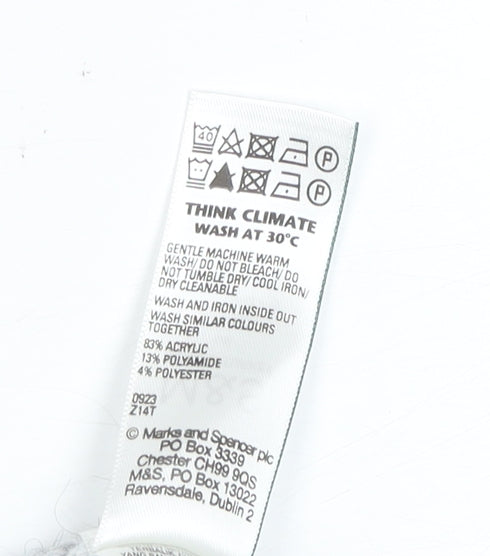 40 P
P
THINK CLIMATE
WASH AT 30°C
GENTLE MACHINE WARM
WASH/ DO NOT BLEACH/ DO
NOT TUMBLE DRY/ COOL IRON/
DRY CLEANABLE
WASH AND IRON INSIDE OUT
WASH SIMILAR COLOURS
TOGETHER
83% ACRYLIC
13% POLYAMIDE
4% POLYESTER
0923
Z14T
© Marks and Spencer plc
PO Box 3339
Chester CH99 9QS
M&S, PO Box 13022
Ravensdale, Dublin 2